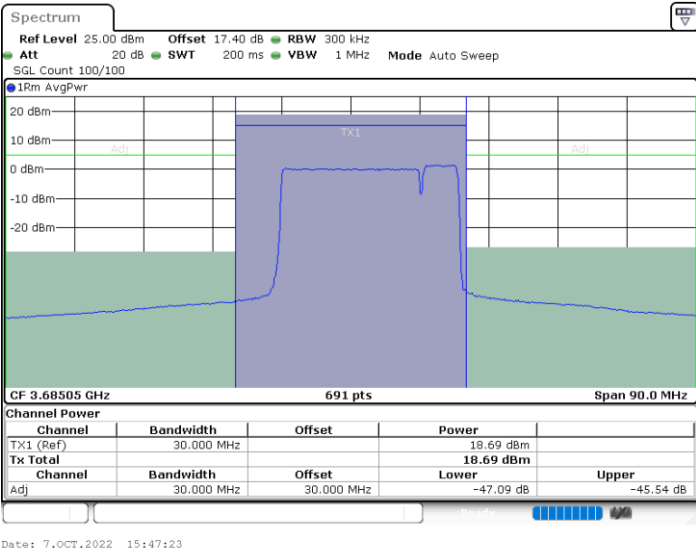 Spectrum
Ref Level 25.00 dBm Offset 17.40 dB RBW 300 kHz
Att 20 dB SWT 200 ms VBW 1 MHz Mode Auto Sweep
SGL Count 100/100
1Rm AvgPwr
20 dBm
TX1
10 dBm
Adj Adj
0 dBm
-10 dBm
-20 dBm
CF 3.68505 GHz 691 pts Span 90.0 MHz
Channel Power
Channel Bandwidth Offset Power
TX1 (Ref) 30.000 MHz 18.69 dBm
Tx Total 18.69 dBm
Channel Bandwidth Offset Lower Upper
Adj 30.000 MHz 30.000 MHz -47.09 dB -45.54 dB
Ready
Date: 7.OCT.2022 15:47:23